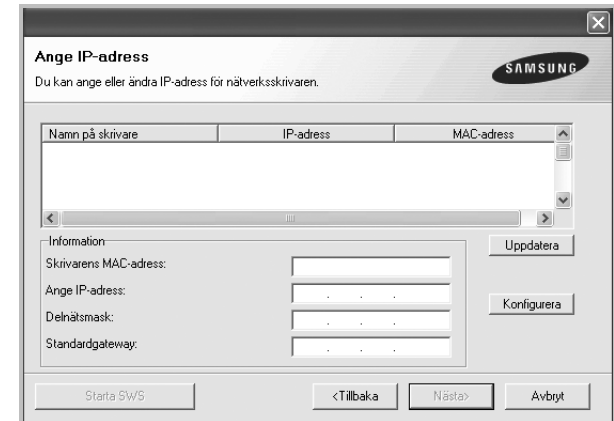 Ange IP-adress
Du kan ange eller ändra IP-adress för nätverksskrivaren.
SAMSUNG
Namn på skrivare IP-adress MAC-adress
Information
Skrivarens MAC-adress:
Ange IP-adress:
Delnätsmask:
Standardgateway:
Uppdatera
Konfigurera
Starta SWS <Tillbaka Nästa> Avbryt